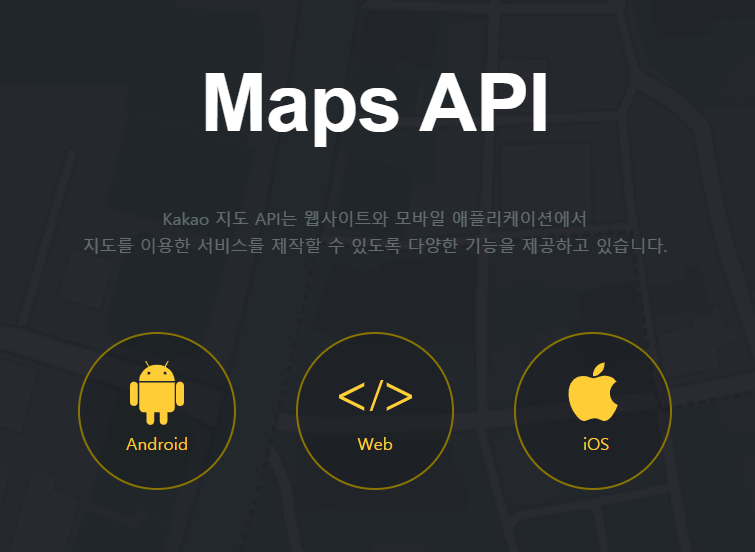 Maps API
Kakao 지도 API는 웹사이트와 모바일 애플리케이션에서
지도를 이용한 서비스를 제작할 수 있도록 다양한 기능을 제공하고 있습니다.
</>
Android
Web
iOS